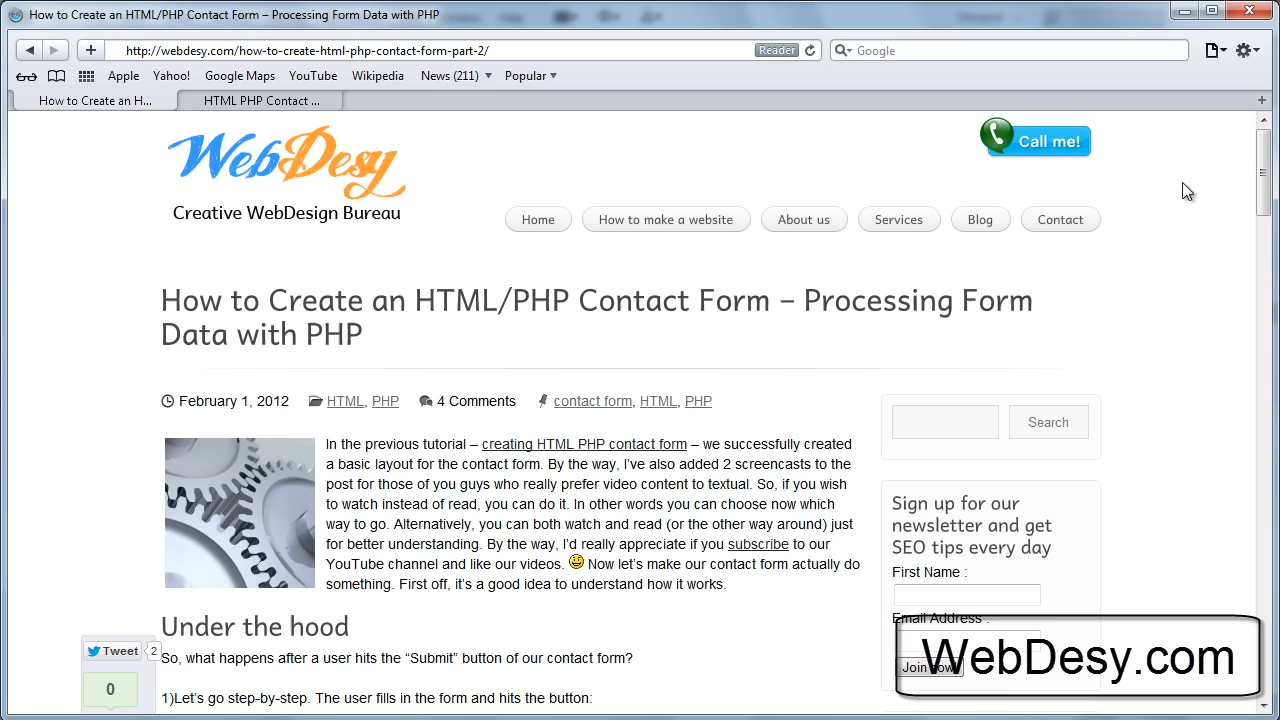 How to Create an HTML/PHP Contact Form – Processing Form Data with PHP
http://webdesy.com/how-to-create-html-php-contact-form-part-2/
Reader
Google
Apple
Yahoo!
Google Maps
YouTube
Wikipedia
News (211)
Popular
How to Create an H...
HTML PHP Contact ...
WebDesy
Creative WebDesign Bureau
Call me!
Home
How to make a website
About us
Services
Blog
Contact
How to Create an HTML/PHP Contact Form – Processing Form
Data with PHP
February 1, 2012
HTML, PHP
4 Comments
contact form, HTML, PHP
In the previous tutorial – creating HTML PHP contact form – we successfully created
a basic layout for the contact form. By the way, I've also added 2 screencasts to the
post for those of you guys who really prefer video content to textual. So, if you wish
to watch instead of read, you can do it. In other words you can choose now which
way to go. Alternatively, you can both watch and read (or the other way around) just
for better understanding. By the way, I'd really appreciate if you subscribe to our
YouTube channel and like our videos. Now let's make our contact form actually do
something. First off, it's a good idea to understand how it works.
Under the hood
So, what happens after a user hits the “Submit” button of our contact form?
1)Let's go step-by-step. The user fills in the form and hits the button:
Tweet
2
0
Search
Sign up for our
newsletter and get
SEO tips every day
First Name :
Email Address :
Join now!
WebDesy.com